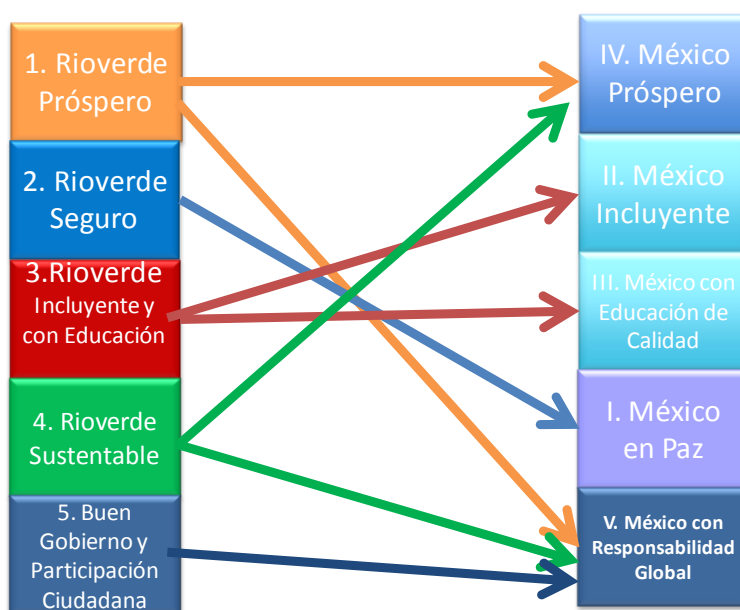 1. Rioverde
Próspero
2. Rioverde
Seguro
3.Rioverde
Incluyente y
con Educación
4. Rioverde
Sustentable
5. Buen
Gobierno y
Participación
Ciudadana
IV. México
Próspero
II. México
Incluyente
III. México con
Educación de
Calidad
I. México
en Paz
V. México con
Responsabilidad
Global